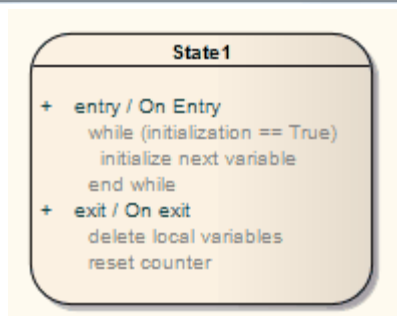 State1
+ entry / On Entry
while (initialization == True)
initialize next variable
end while
+ exit / On exit
delete local variables
reset counter